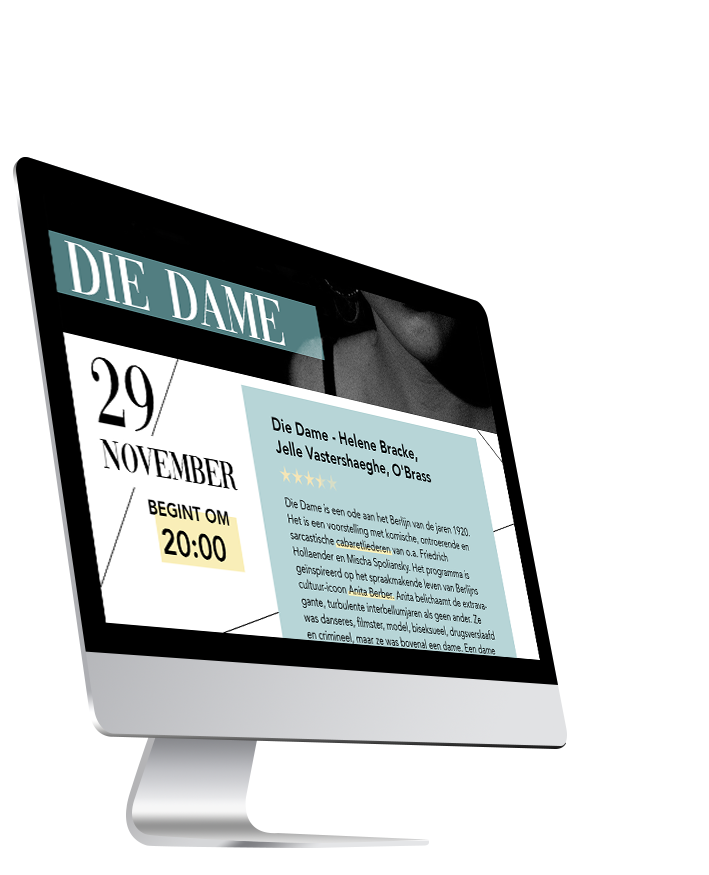 DIE DAME
29
NOVEMBER
BEGINT OM
20:00
Die Dame - Helene Bracke,
Jelle Vastershaeghe, O'Brass
Die Dame is een ode aan het Berlijn van de jaren 1920.
Het is een voorstelling met komische, ontroerende en
sarcastische cabaretliederen van o.a. Friedrich
Hollaender en Mischa Spoliansky. Het programma is
geïnspireerd op het spraakmakende leven van Berlijns
cultuur-icoon Anita Berber. Anita belichaamt de extrava-
gante, turbulente interbellumjaren als geen ander. Ze
was danseres, filmster, model, biseksueel, drugsverslaafd
en crimineel, maar ze was bovenal een dame. Een dame